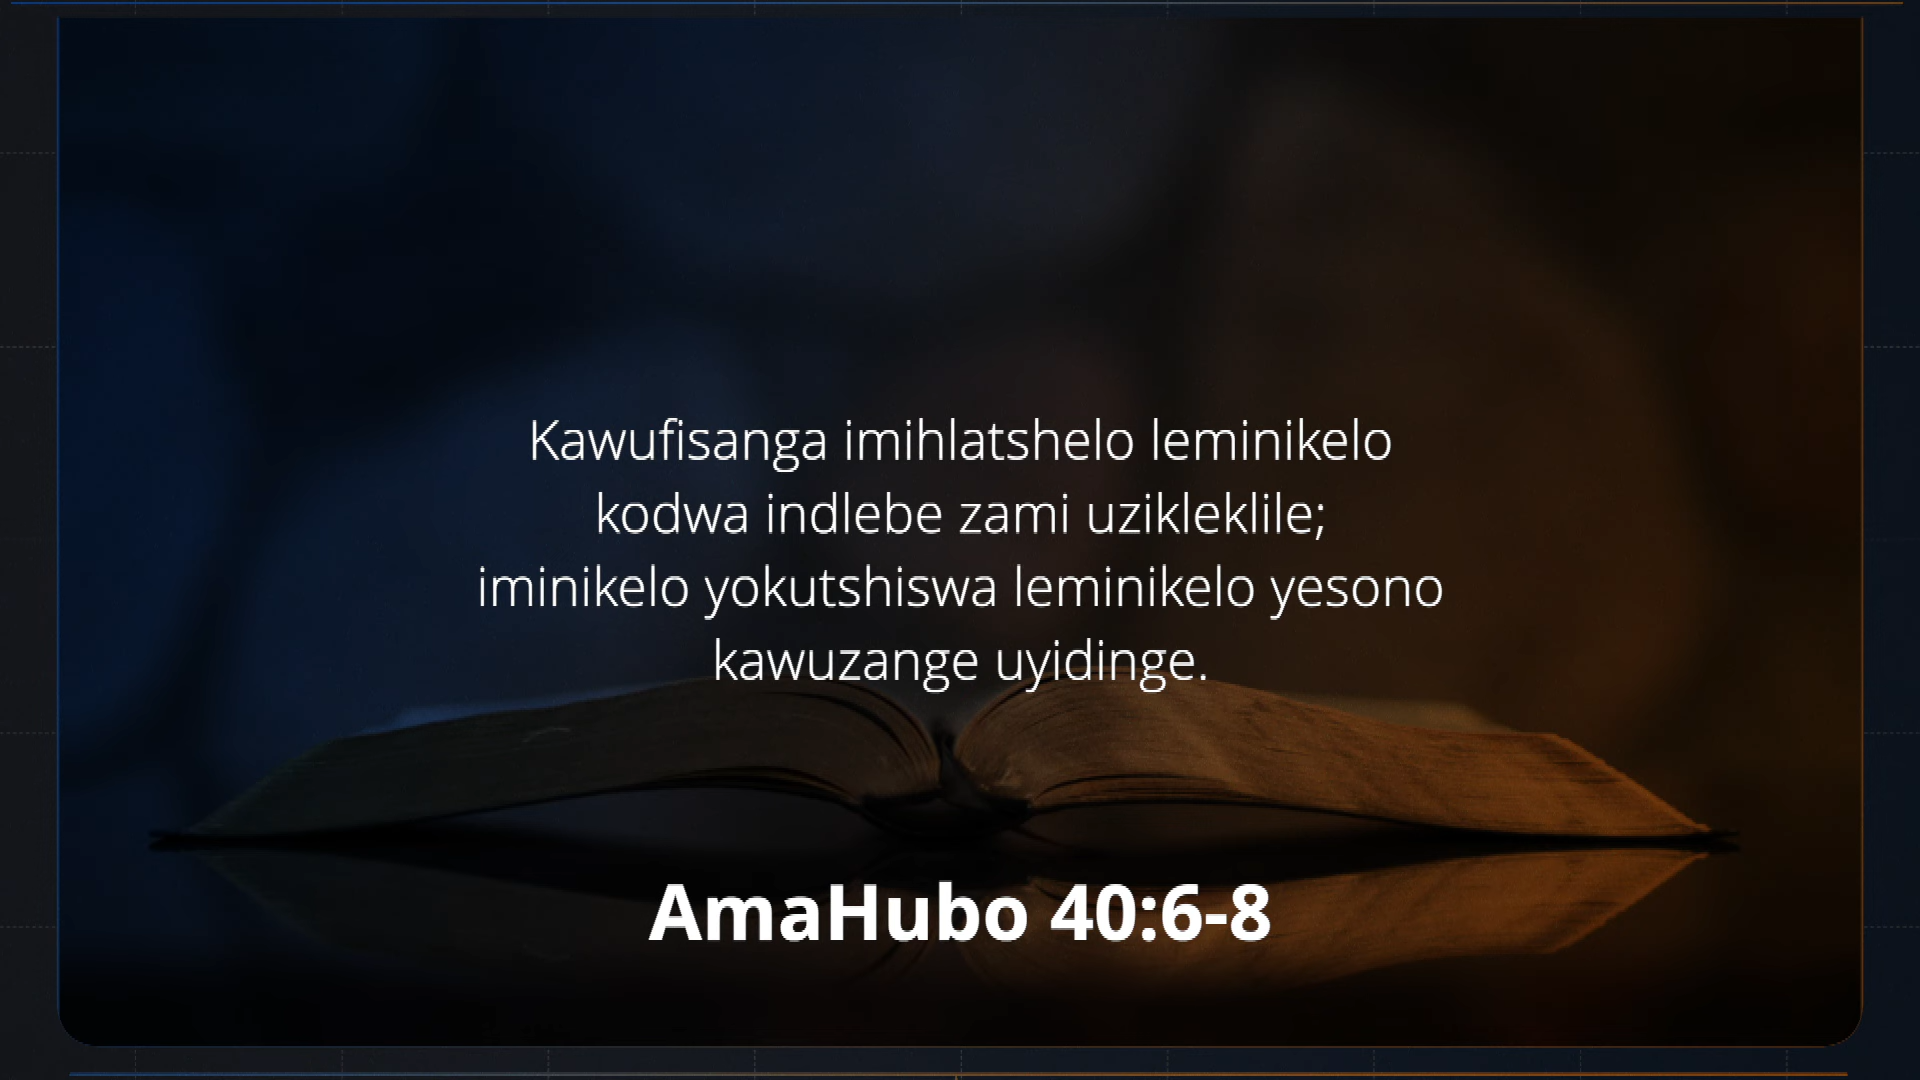 Kawufisanga imihlatshelo leminikelo
kodwa indlebe zami uzikleklile;
iminikelo yokutshiswa leminikelo yesono
kawuzange uyidinge.
AmaHubo 40:6-8